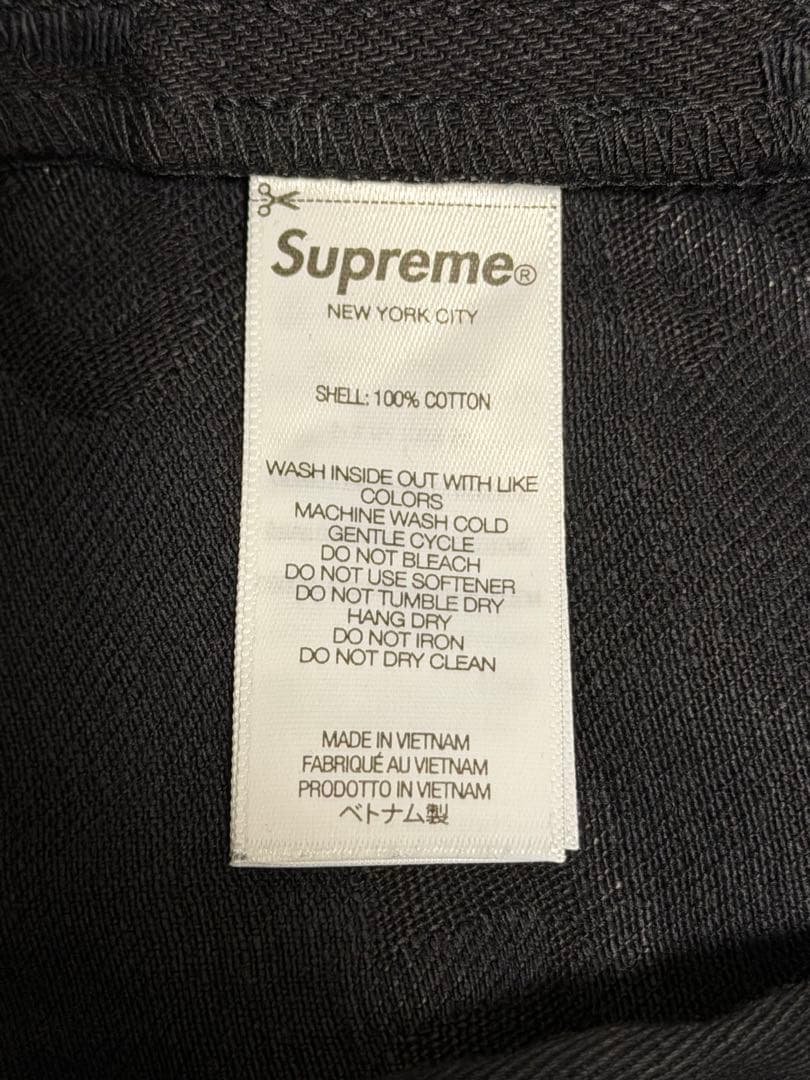 Supreme®
NEW YORK CITY
SHELL: 100% COTTON
WASH INSIDE OUT WITH LIKE
COLORS
MACHINE WASH COLD
GENTLE CYCLE
DO NOT BLEACH
DO NOT USE SOFTENER
DO NOT TUMBLE DRY
HANG DRY
DO NOT IRON
DO NOT DRY CLEAN
MADE IN VIETNAM
FABRIQUÉ AU VIETNAM
PRODOTTO IN VIETNAM
ベトナム製